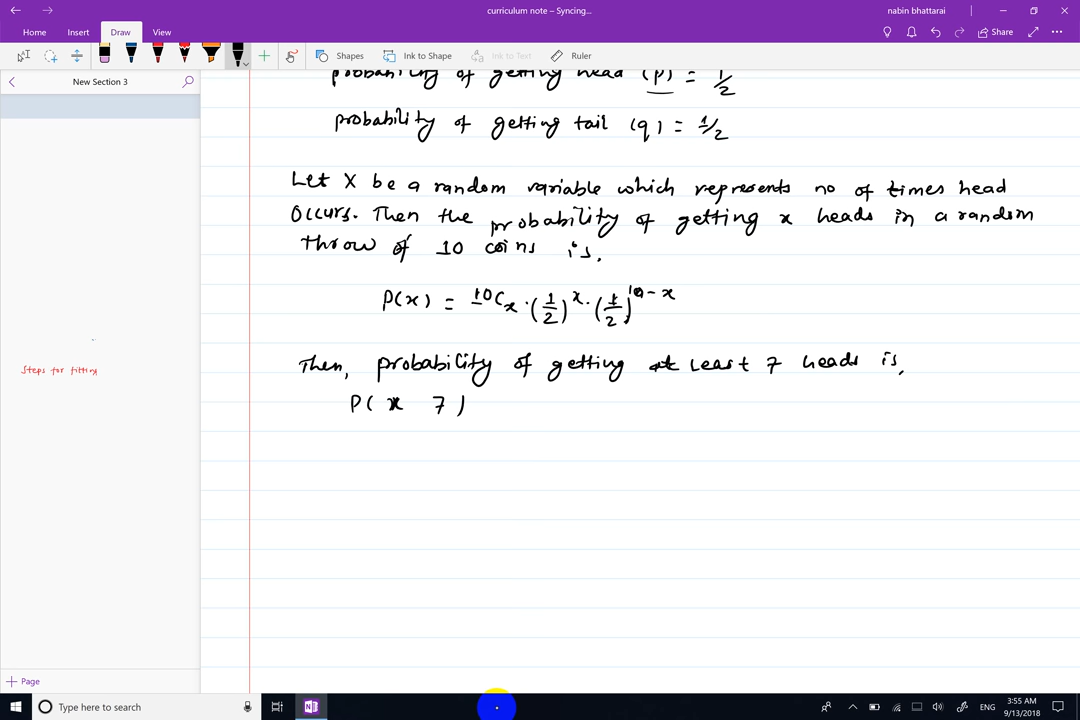 curriculum note – Syncing...
nabin bhattarai
Home Insert Draw View
Share
Shapes Ink to Shape Ink to Text Ruler
New Section 3
probability of getting head (p) = 1/2
probability of getting tail (q) = 1/2
Let X be a random variable which represents no of times head
occurs. Then the probability of getting x heads in a random
throw of 10 coins is.
P(x) = 10Cx · (1/2)^x · (1/2)^10-x
Steps for fitting
Then, probability of getting at least 7 heads is,
P( x 7 )
+ Page
Type here to search
ENG
3:55 AM
9/13/2018